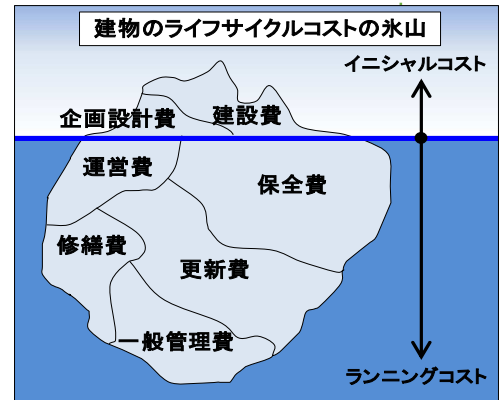 建物のライフサイクルコストの氷山
イニシャルコスト
企画設計費
建設費
運営費
保全費
修繕費
更新費
一般管理費
ランニングコスト